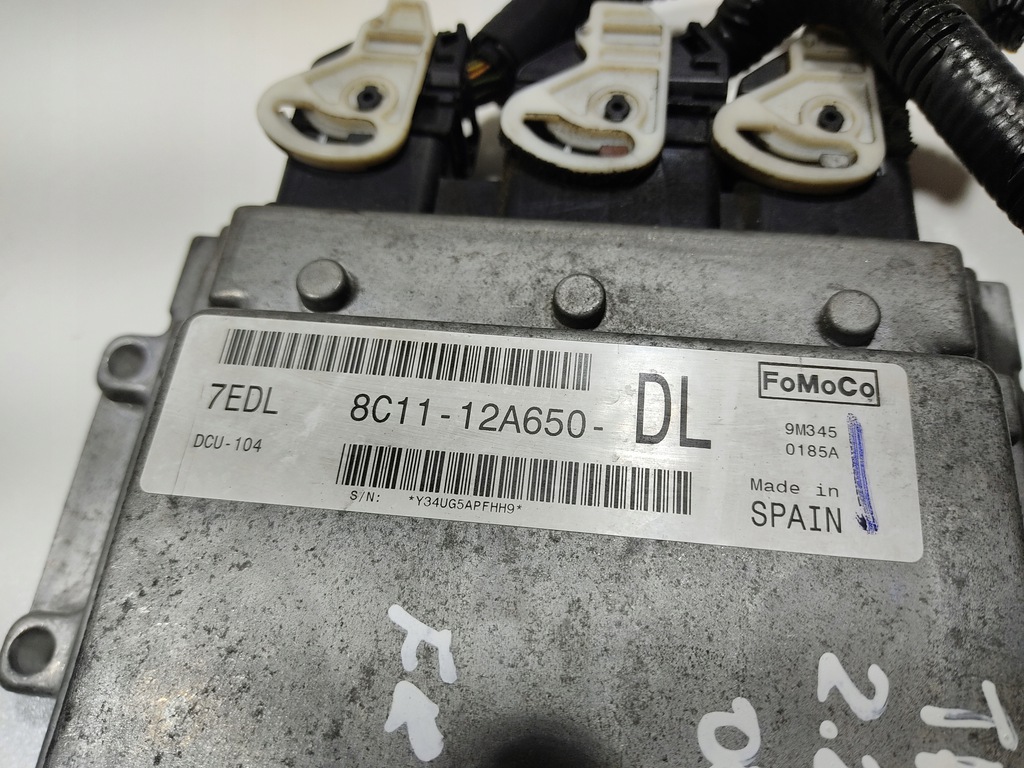 7EDL
8C11-12A650-
DL
FoMoCo
DCU-104
9M345
0185A
S/N:
*Y34UG5APFHH9*
Made in
SPAIN